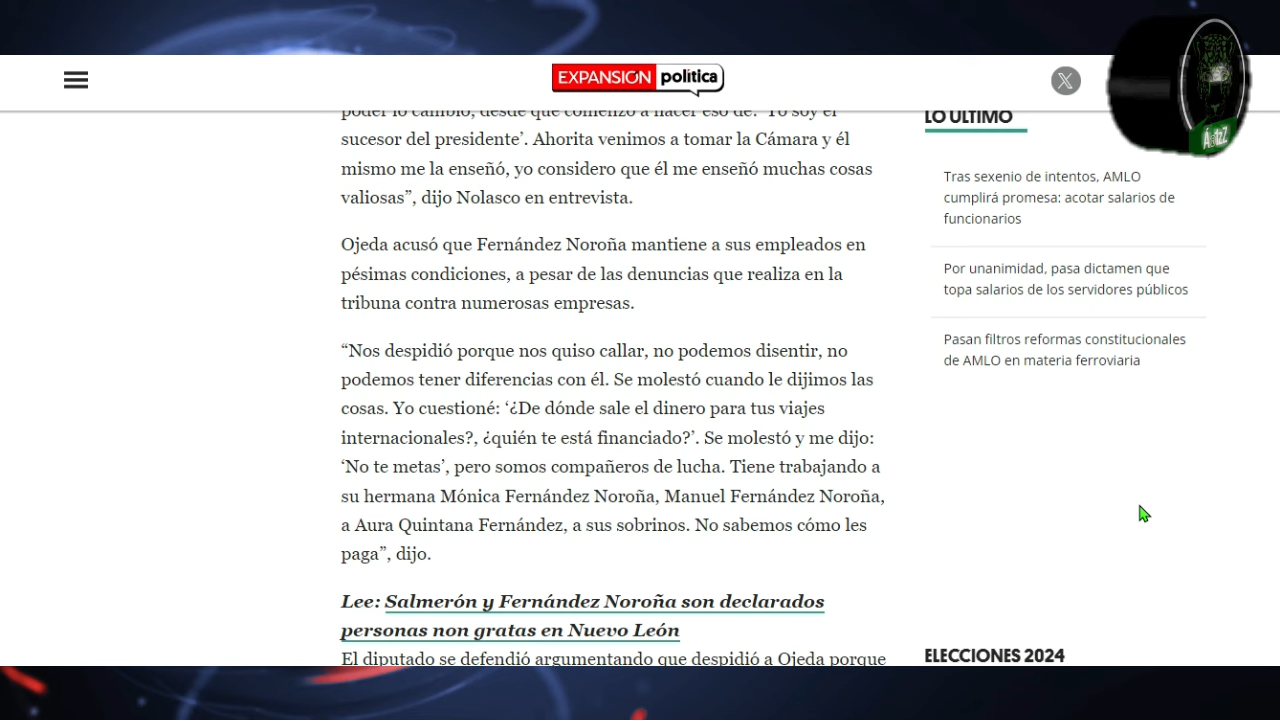 EXPANSIÓN política
poder lo cambió, desde que comenzó a hacer eso de: ‘Yo soy el
sucesor del presidente’. Ahorita venimos a tomar la Cámara y él
mismo me la enseñó, yo considero que él me enseñó muchas cosas
valiosas”, dijo Nolasco en entrevista.
Ojeda acusó que Fernández Noroña mantiene a sus empleados en
pésimas condiciones, a pesar de las denuncias que realiza en la
tribuna contra numerosas empresas.
“Nos despidió porque nos quiso callar, no podemos disentir, no
podemos tener diferencias con él. Se molestó cuando le dijimos las
cosas. Yo cuestioné: ‘¿De dónde sale el dinero para tus viajes
internacionales?, ¿quién te está financiado?’. Se molestó y me dijo:
‘No te metas’, pero somos compañeros de lucha. Tiene trabajando a
su hermana Mónica Fernández Noroña, Manuel Fernández Noroña,
a Aura Quintana Fernández, a sus sobrinos. No sabemos cómo les
paga”, dijo.
Lee: Salmerón y Fernández Noroña son declarados
personas non gratas en Nuevo León
El diputado se defendió argumentando que despidió a Ojeda porque
LO ÚLTIMO
Tras sexenio de intentos, AMLO
cumplirá promesa: acotar salarios de
funcionarios
Por unanimidad, pasa dictamen que
topa salarios de los servidores públicos
Pasan filtros reformas constitucionales
de AMLO en materia ferroviaria
ELECCIONES 2024